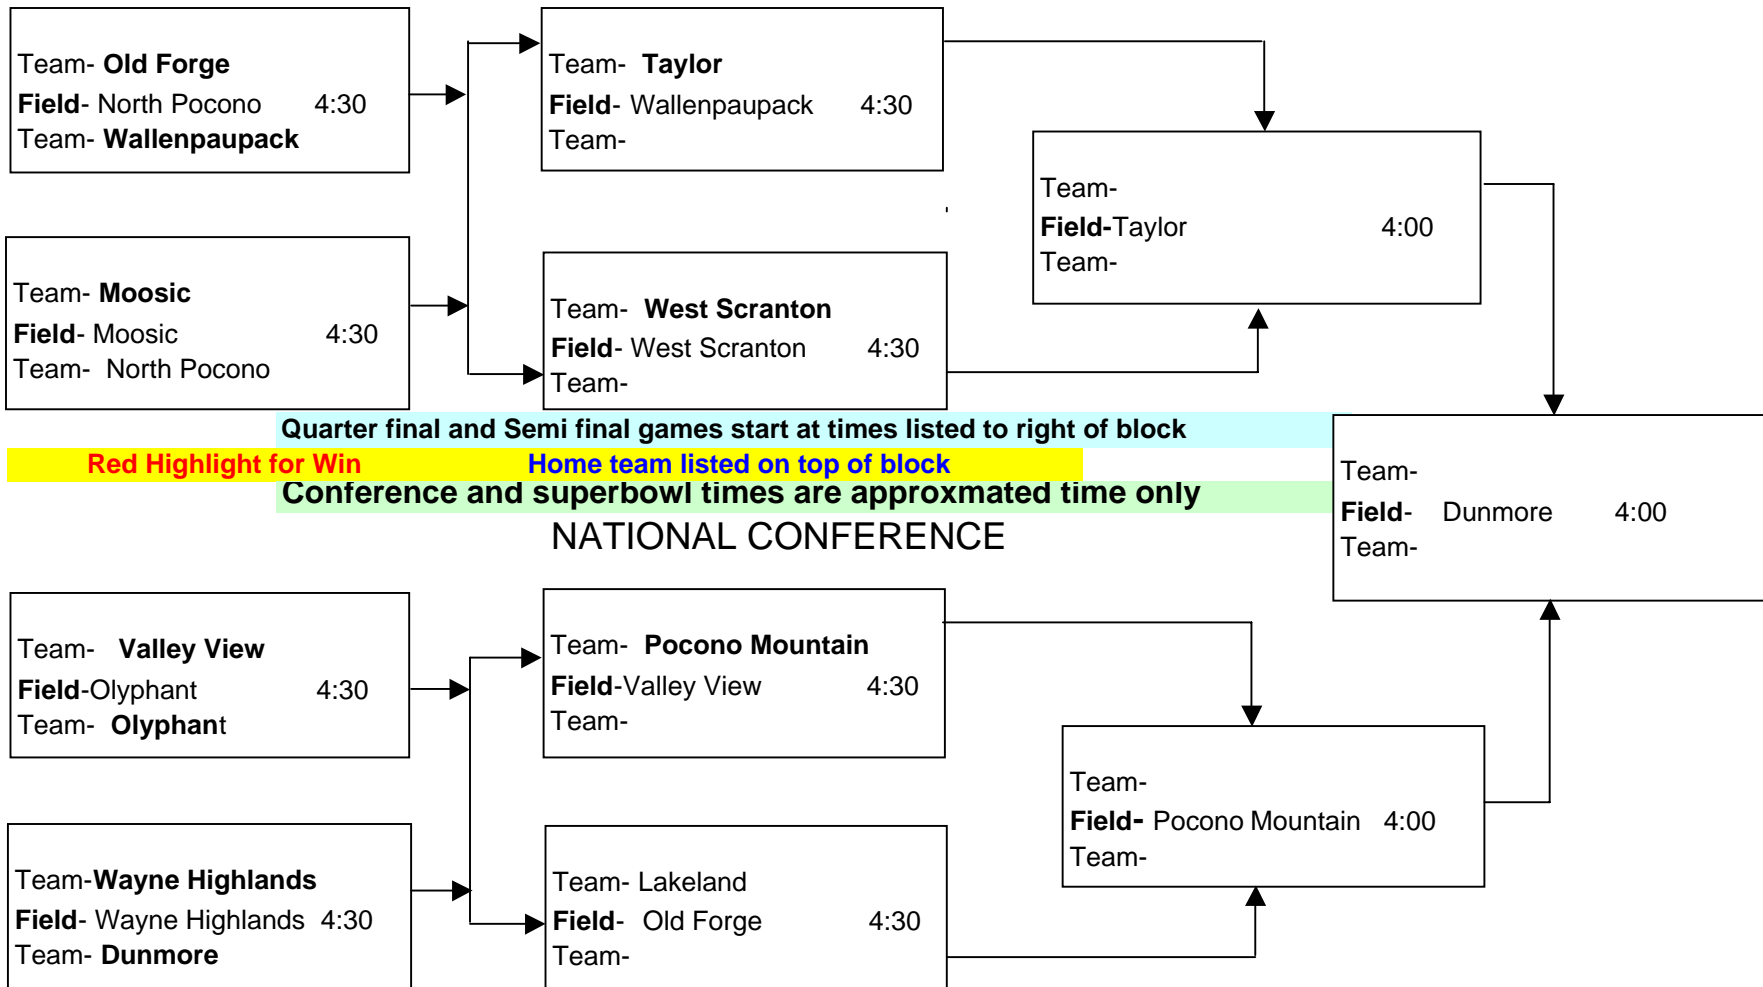 Team- Old Forge
Field- North Pocono 4:30
Team- Wallenpaupack
Team- Taylor
Field- Wallenpaupack 4:30
Team-
Team-
Field-Taylor 4:00
Team-
Team- Moosic
Field- Moosic 4:30
Team- North Pocono
Team- West Scranton
Field- West Scranton 4:30
Team-
Quarter final and Semi final games start at times listed to right of block
Red Highlight for Win Home team listed on top of block
Conference and superbowl times are approxmated time only
NATIONAL CONFERENCE
Team-
Field- Dunmore 4:00
Team-
Team- Valley View
Field-Olyphant 4:30
Team- Olyphant
Team- Pocono Mountain
Field-Valley View 4:30
Team-
Team-
Field- Pocono Mountain 4:00
Team-
Team-Wayne Highlands
Field- Wayne Highlands 4:30
Team- Dunmore
Team- Lakeland
Field- Old Forge 4:30
Team-